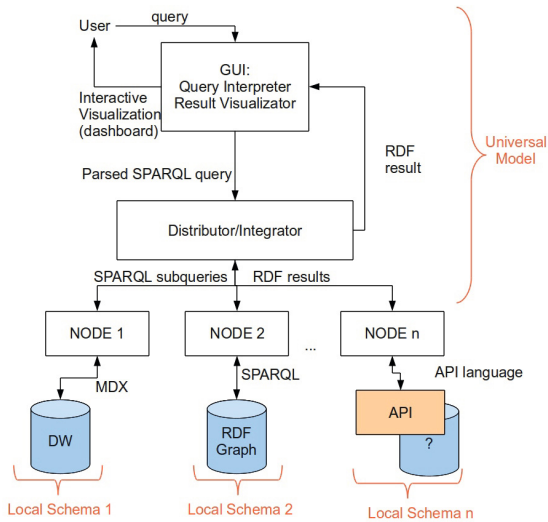 query
User
GUI:
Query Interpreter
Result Visualizator
Interactive
Visualization
(dashboard)
Universal
Model
RDF
result
Parsed SPARQL query
Distributor/Integrator
SPARQL subqueries
RDF results
NODE 1
NODE 2
...
NODE n
MDX
SPARQL
API language
DW
RDF
Graph
API
?
Local Schema 1
Local Schema 2
Local Schema n